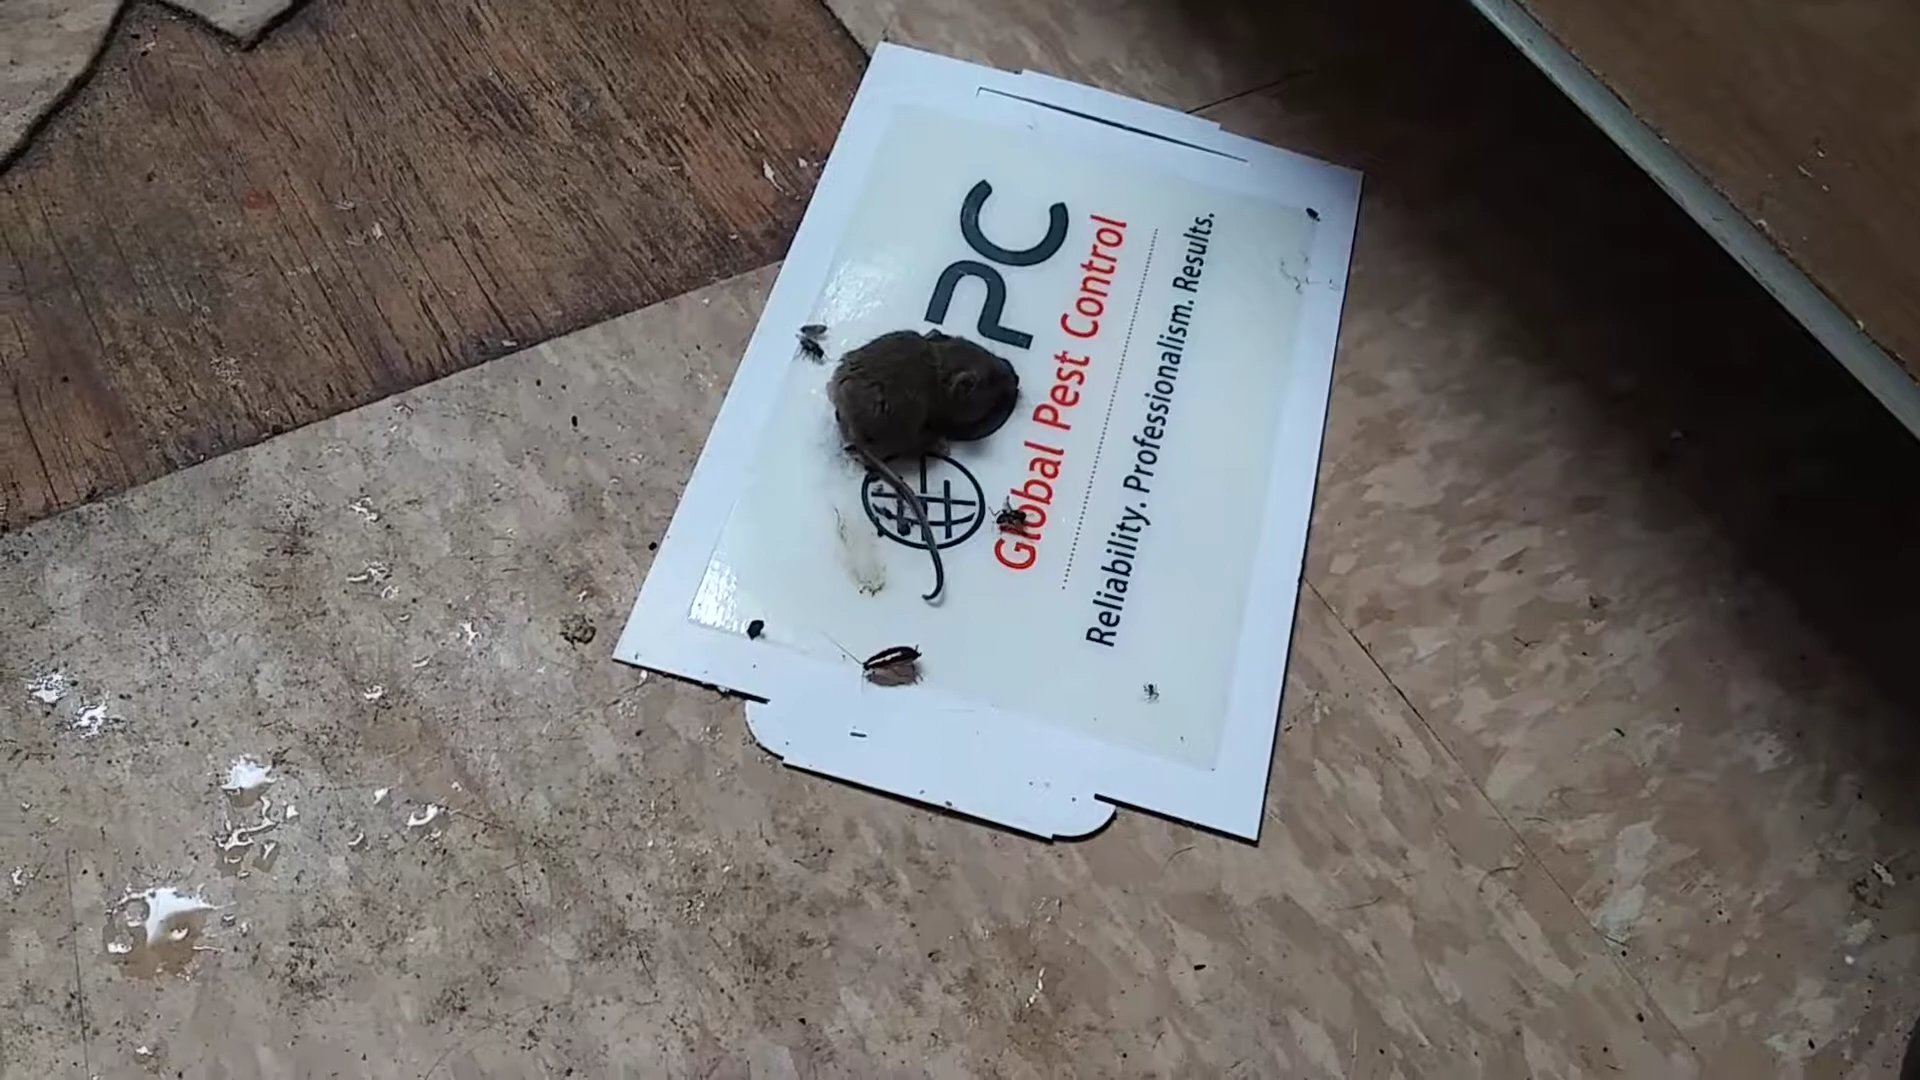 PC
Global Pest Control
Reliability. Professionalism. Results.